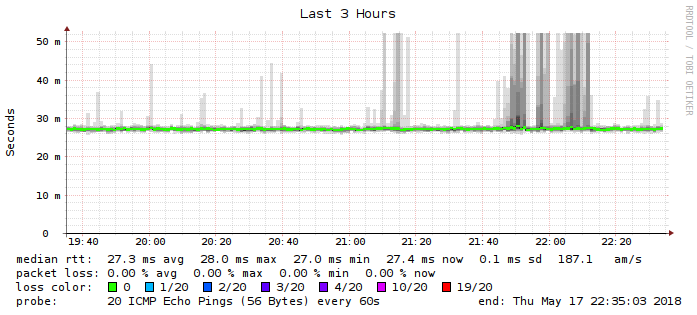 Last 3 Hours
RRDTOOL / TOBI OETIKER
Seconds
50 m
40 m
30 m
20 m
10 m
0
19:40 20:00 20:20 20:40 21:00 21:20 21:40 22:00 22:20
median rtt: 27.3 ms avg 28.0 ms max 27.0 ms min 27.4 ms now 0.1 ms sd 187.1 am/s
packet loss: 0.00 % avg 0.00 % max 0.00 % min 0.00 % now
loss color: 0 1/20 2/20 3/20 4/20 10/20 19/20
probe: 20 ICMP Echo Pings (56 Bytes) every 60s end: Thu May 17 22:35:03 2018